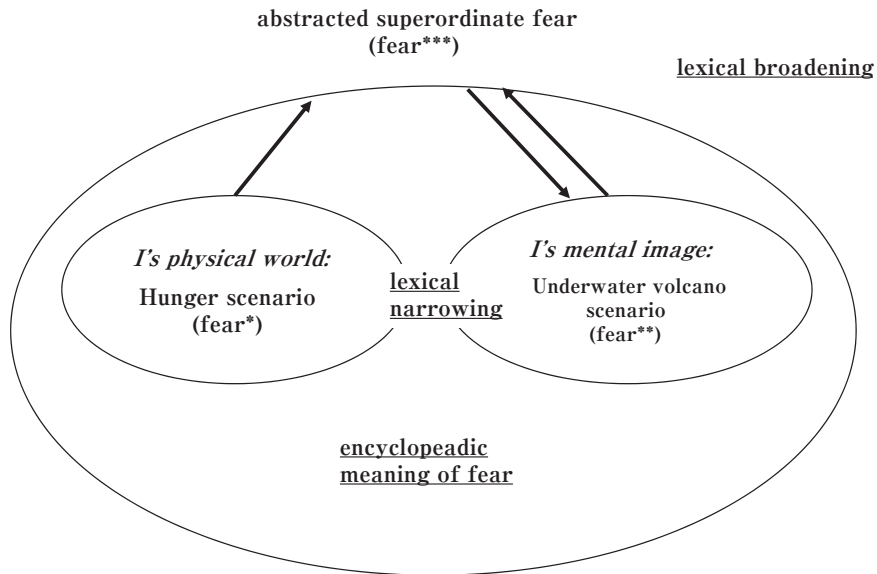 abstracted superordinate fear
(fear***)
lexical broadening
I's physical world:
Hunger scenario
(fear*)
lexical
narrowing
I's mental image:
Underwater volcano
scenario
(fear**)
encyclopeadic
meaning of fear